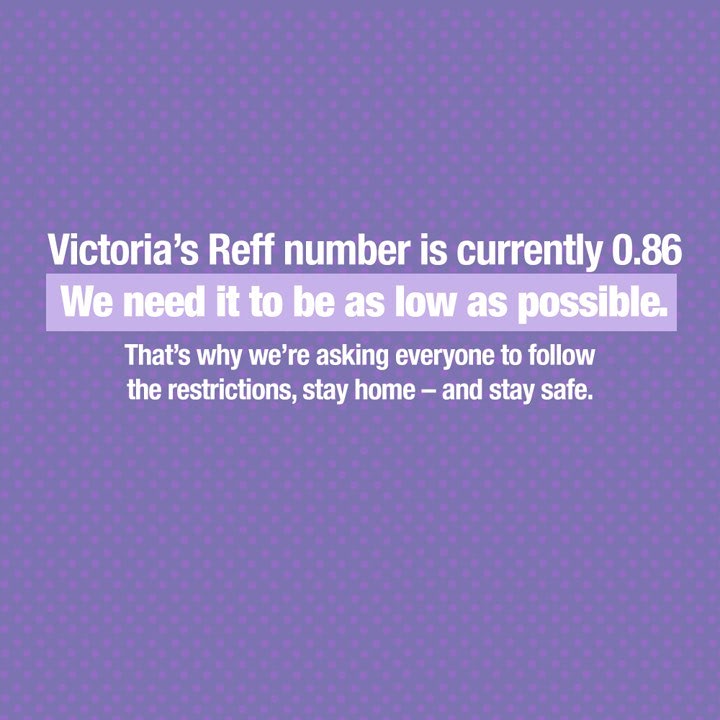 Victoria’s Reff number is currently 0.86
We need it to be as low as possible.
That’s why we’re asking everyone to follow
the restrictions, stay home – and stay safe.